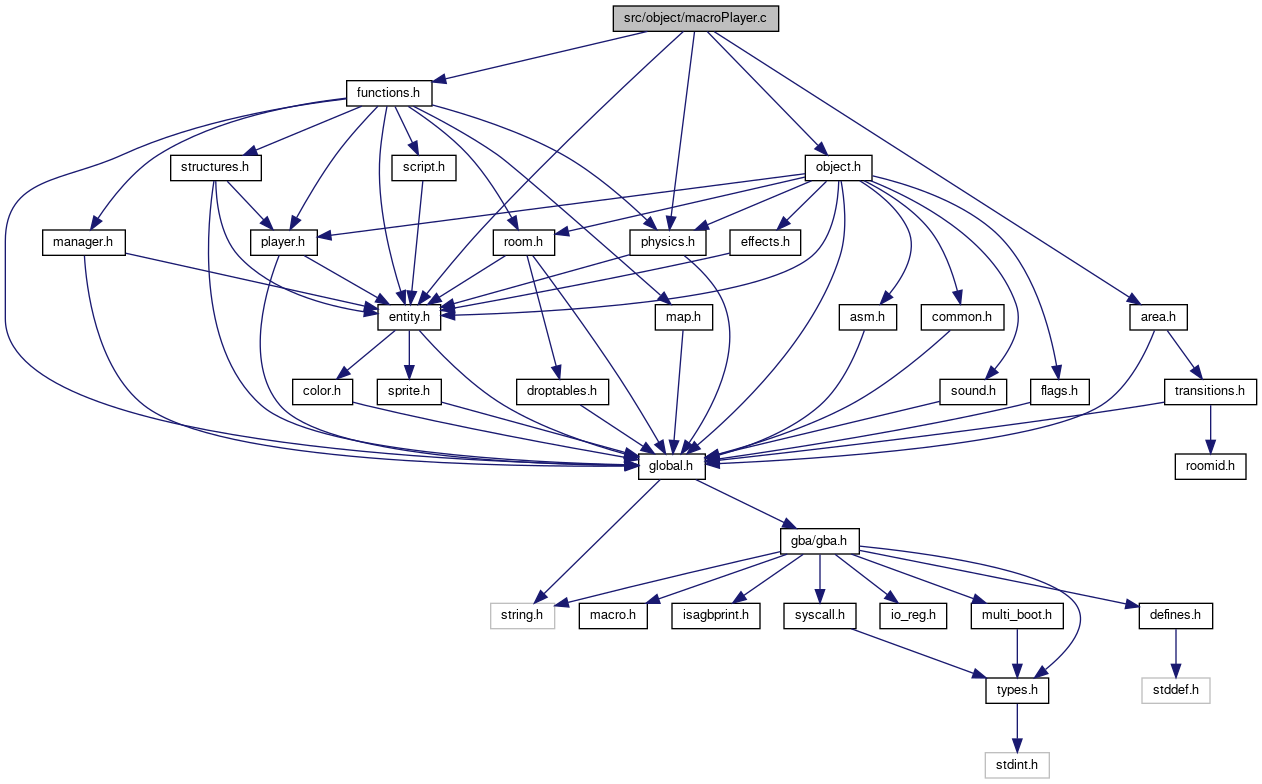 src/object/macroPlayer.c
functions.h
structures.h
script.h
object.h
manager.h
player.h
room.h
physics.h
effects.h
entity.h
map.h
asm.h
common.h
area.h
color.h
sprite.h
droptables.h
sound.h
flags.h
transitions.h
global.h
roomid.h
gba/gba.h
string.h
macro.h
isagbprint.h
syscall.h
io_reg.h
multi_boot.h
defines.h
types.h
stddef.h
stdint.h